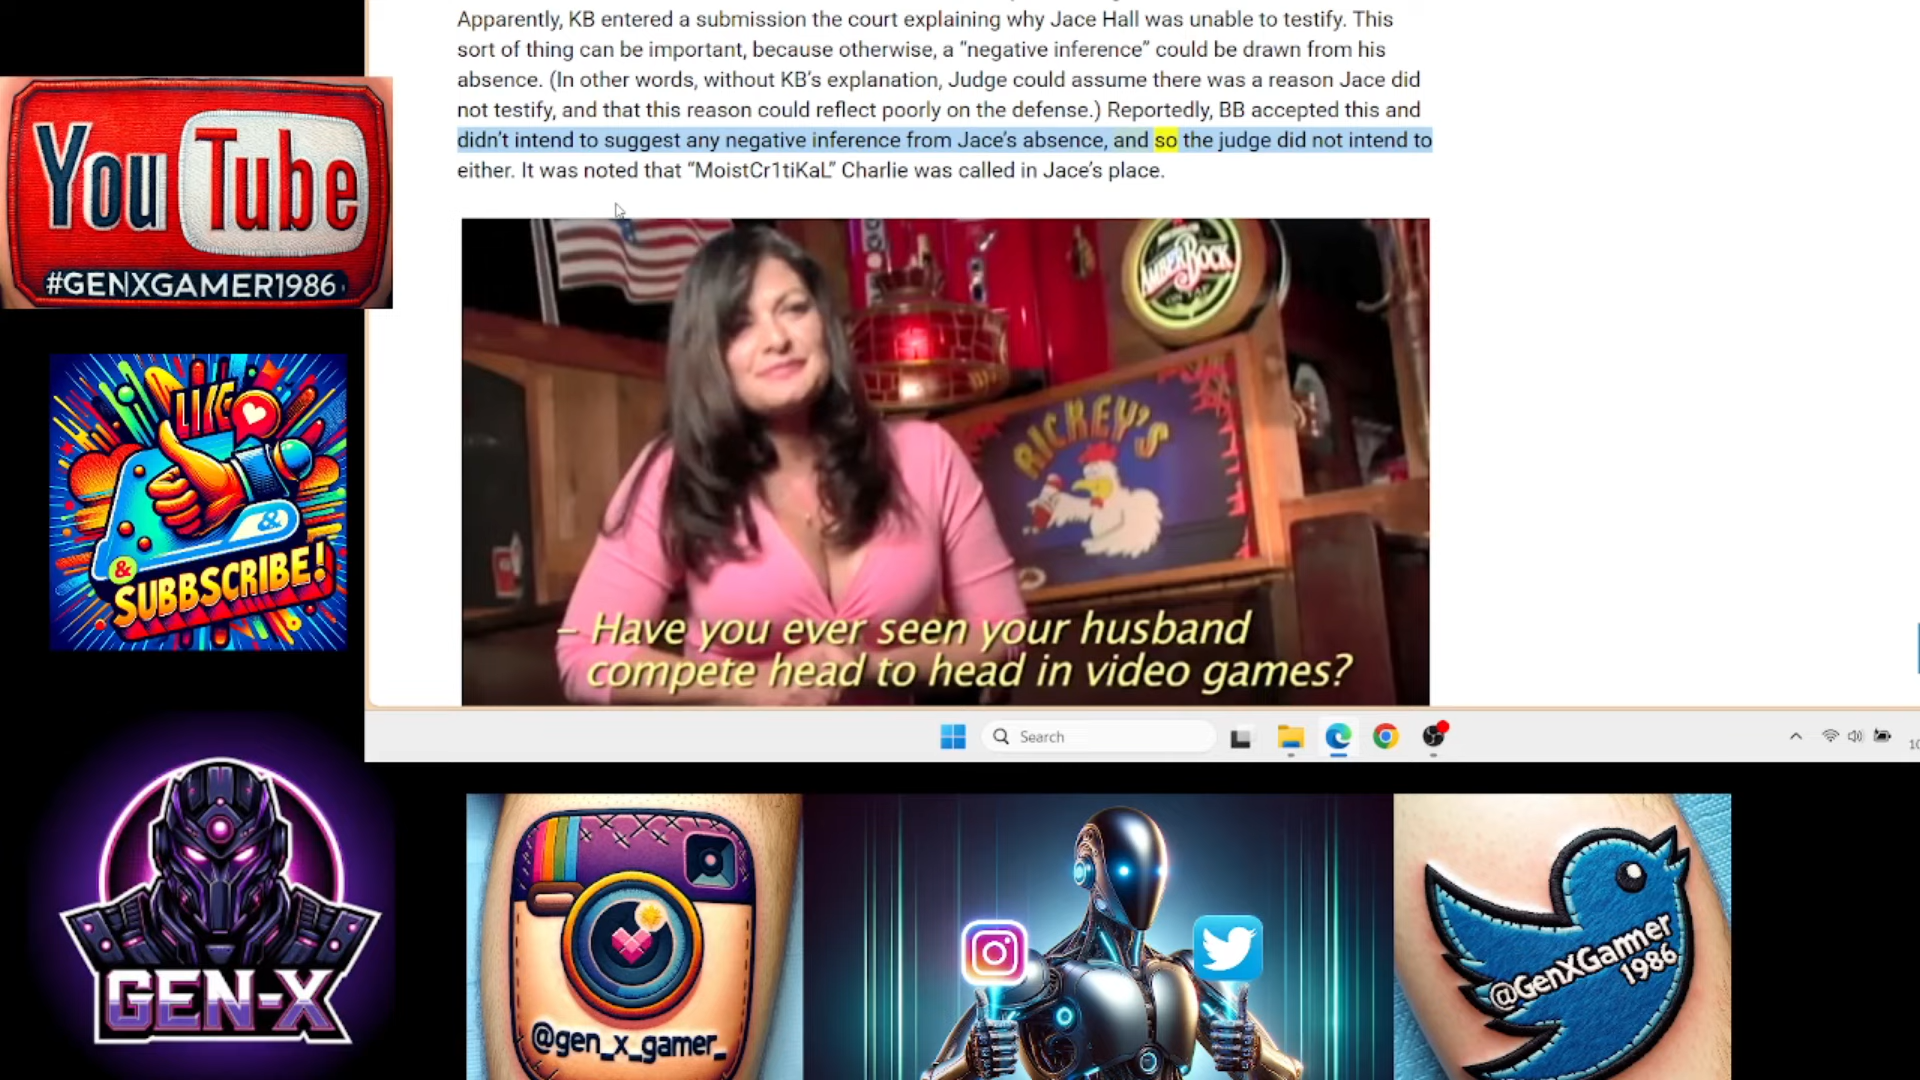 Apparently, KB entered a submission the court explaining why Jace Hall was unable to testify. This
sort of thing can be important, because otherwise, a “negative inference” could be drawn from his
absence. (In other words, without KB’s explanation, Judge could assume there was a reason Jace did
not testify, and that this reason could reflect poorly on the defense.) Reportedly, BB accepted this and
didn’t intend to suggest any negative inference from Jace’s absence, and so the judge did not intend to
either. It was noted that “MoistCr1tiKaL” Charlie was called in Jace’s place.
You Tube
#GENXGAMER1986
LIKE
&
&
SUBBSCRIBE!
AMBERBOCK
RICKEY'S
– Have you ever seen your husband
compete head to head in video games?
Search
GEN-X
@gen_x_gamer_
@GenXGamer
1986